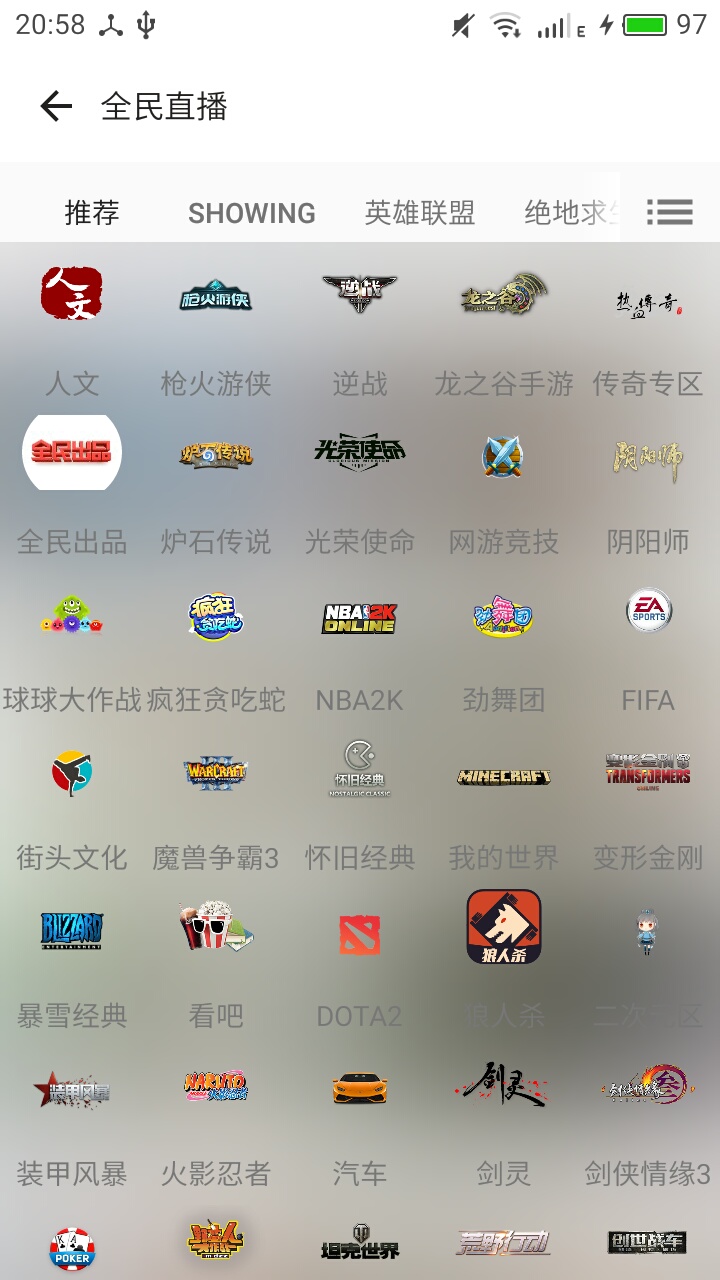 20:58
E
97
全民直播
推荐 SHOWING 英雄联盟 绝地求生
人文 枪火游侠 逆战 龙之谷
热血传奇
人文 枪火游侠 逆战 龙之谷手游 传奇专区
全民出品 炉石传说 光荣使命 阴阳师
全民出品 炉石传说 光荣使命 网游竞技 阴阳师
疯狂贪吃蛇 NBA 2K ONLINE 劲舞团 EA SPORTS
球球大作战 疯狂贪吃蛇 NBA2K 劲舞团 FIFA
WARCRAFT 怀旧经典 NOSTALGIC CLASSIC MINECRAFT 变形金刚 TRANSFORMERS ONLINE
街头文化 魔兽争霸3 怀旧经典 我的世界 变形金刚
BLIZZARD ENTERTAINMENT 狼人杀
暴雪经典 看吧 DOTA2 狼人杀 二次元区
装甲风暴 NARUTO 剑灵 剑侠情缘 叁
装甲风暴 火影忍者 汽车 剑灵 剑侠情缘3
POKER 坦克世界 荒野行动 创世战车